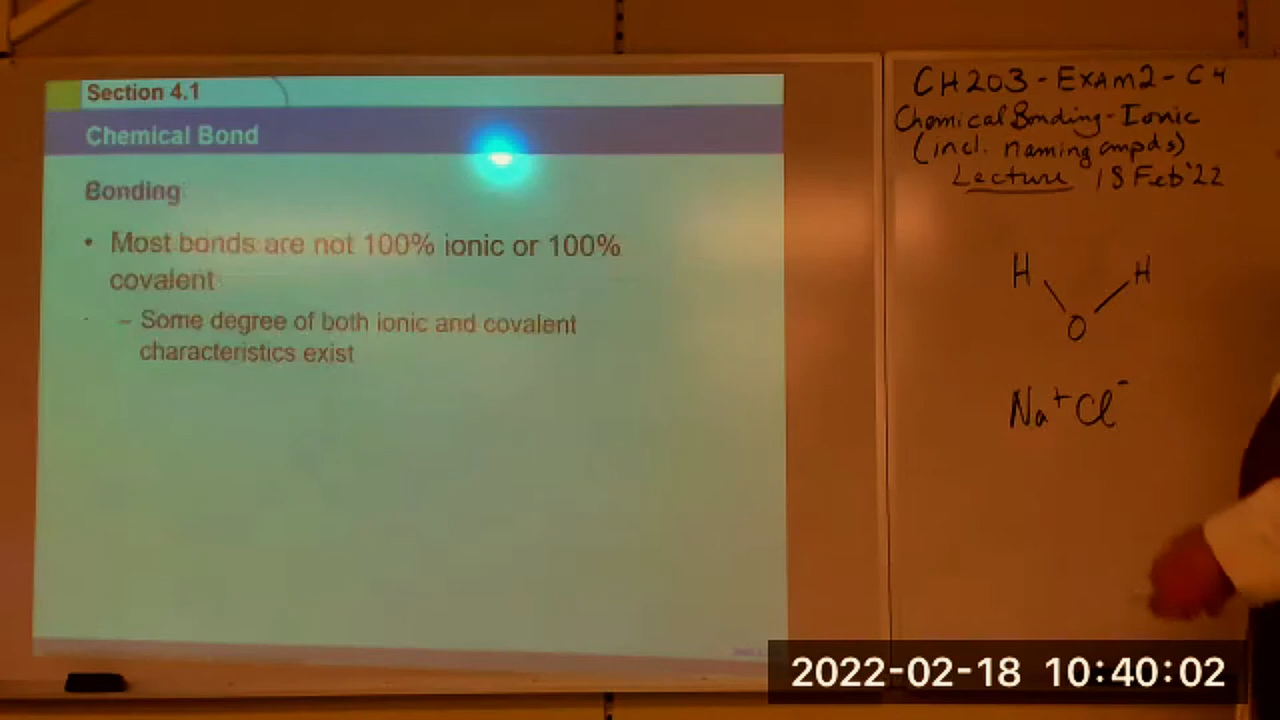 Section 4.1
Chemical Bond
Bonding
• Most bonds are not 100% ionic or 100%
covalent
– Some degree of both ionic and covalent
characteristics exist
CH203-EXAM2-C4
Chemical Bonding-Ionic
(incl. naming cmpds)
Lecture 18 Feb'22
H H
O
Na⁺Cl⁻
2022-02-18 10:40:02